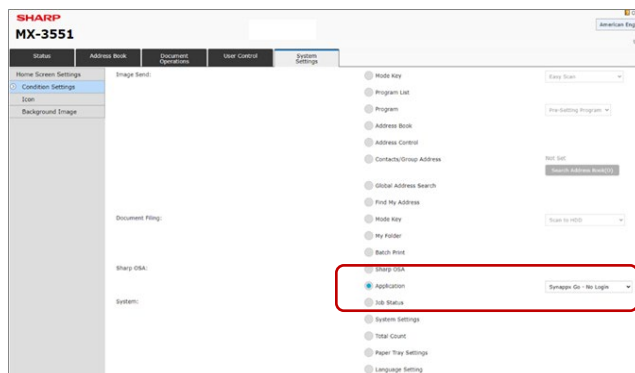 SHARP
MX-3551
American Eng
Status
Address Book
Document Operations
User Control
System Settings
Home Screen Settings
Condition Settings
Icon
Background Image
Image Send:
Mode Key
Easy Scan
Program List
Program
Pre-Setting Program
Address Book
Address Control
Contacts/Group Address
Not Set
Search Address Book(I)
Global Address Search
Find My Address
Document Filing:
Mode Key
Scan to HDD
My Folder
Batch Print
Sharp OSA:
Sharp OSA
Application
Synappx Go - No Login
System:
Job Status
System Settings
Total Count
Paper Tray Settings
Language Setting